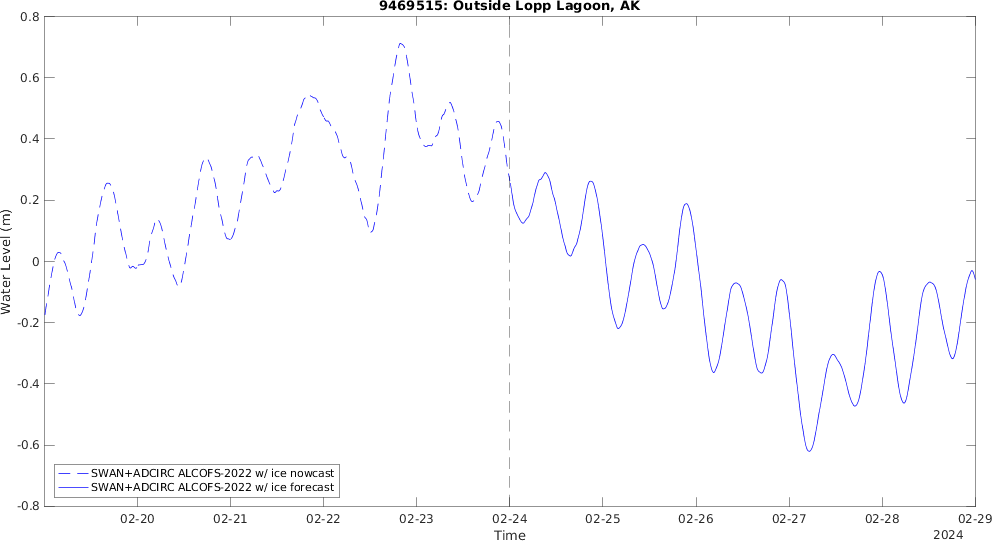 9469515: Outside Lopp Lagoon, AK
0.8
0.6
0.4
0.2
0
-0.2
-0.4
-0.6
-0.8
Water Level (m)
SWAN+ADCIRC ALCOFS-2022 w/ ice nowcast
SWAN+ADCIRC ALCOFS-2022 w/ ice forecast
02-20 02-21 02-22 02-23 02-24 02-25 02-26 02-27 02-28 02-29
Time
2024